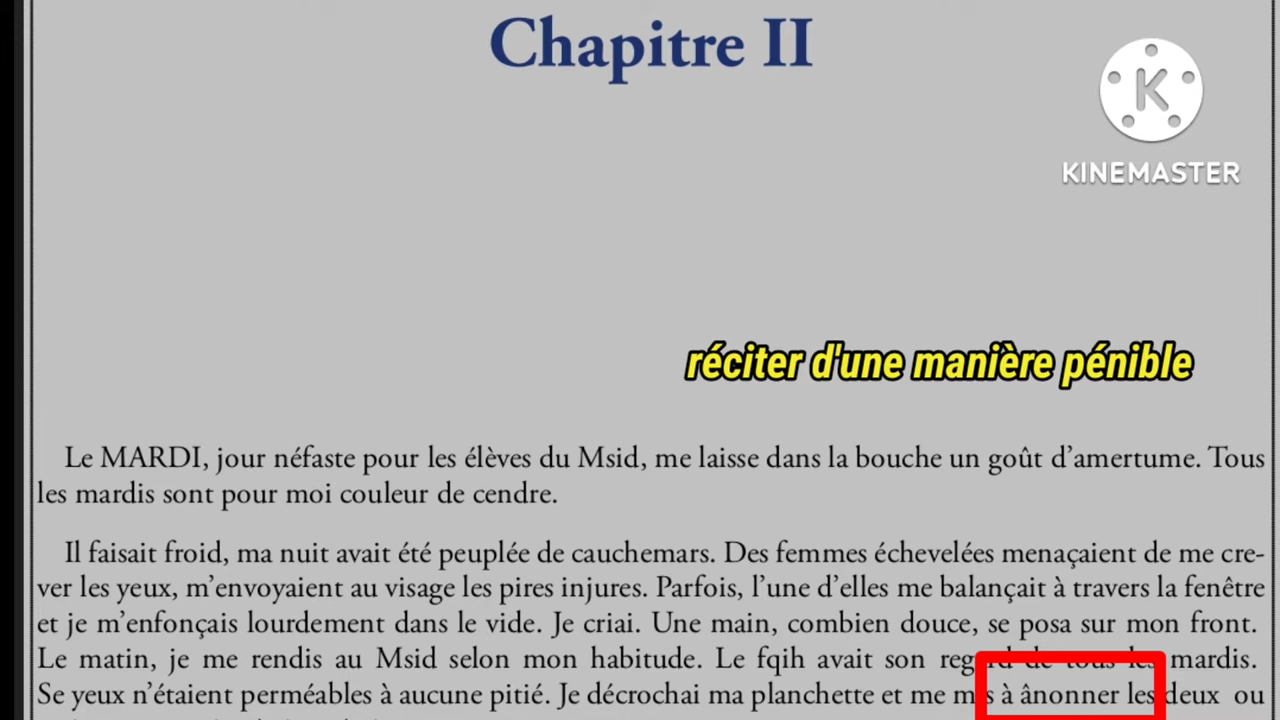 Chapitre II
K
KINEMASTER
réciter d'une manière pénible
Le MARDI, jour néfaste pour les élèves du Msid, me laisse dans la bouche un goût d’amertume. Tous
les mardis sont pour moi couleur de cendre.
Il faisait froid, ma nuit avait été peuplée de cauchemars. Des femmes échevelées menaçaient de me cre-
ver les yeux, m’envoyaient au visage les pires injures. Parfois, l’une d’elles me balançait à travers la fenêtre
et je m’enfonçais lourdement dans le vide. Je criai. Une main, combien douce, se posa sur mon front.
Le matin, je me rendis au Msid selon mon habitude. Le fqih avait son regard de tous les mardis.
Se yeux n’étaient perméables à aucune pitié. Je décrochai ma planchette et me mis à ânonner les deux ou